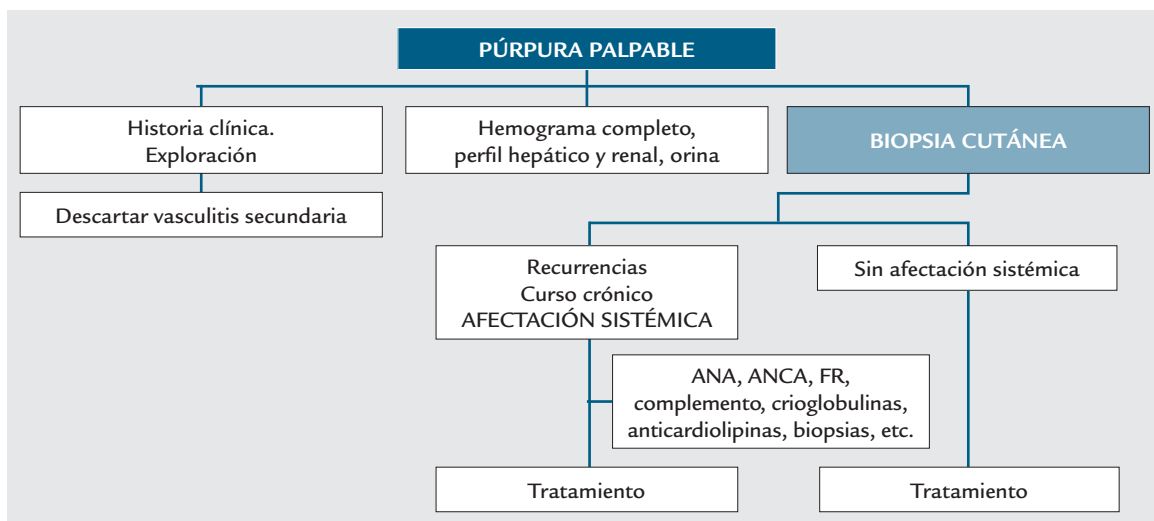 PÚRPURA PALPABLE
Historia clínica.
Exploración
Hemograma completo,
perfil hepático y renal, orina
BIOPSIA CUTÁNEA
Descartar vasculitis secundaria
Recurrencias
Curso crónico
AFECTACIÓN SISTÉMICA
Sin afectación sistémica
ANA, ANCA, FR,
complemento, crioglobulinas,
anticardiolipinas, biopsias, etc.
Tratamiento
Tratamiento